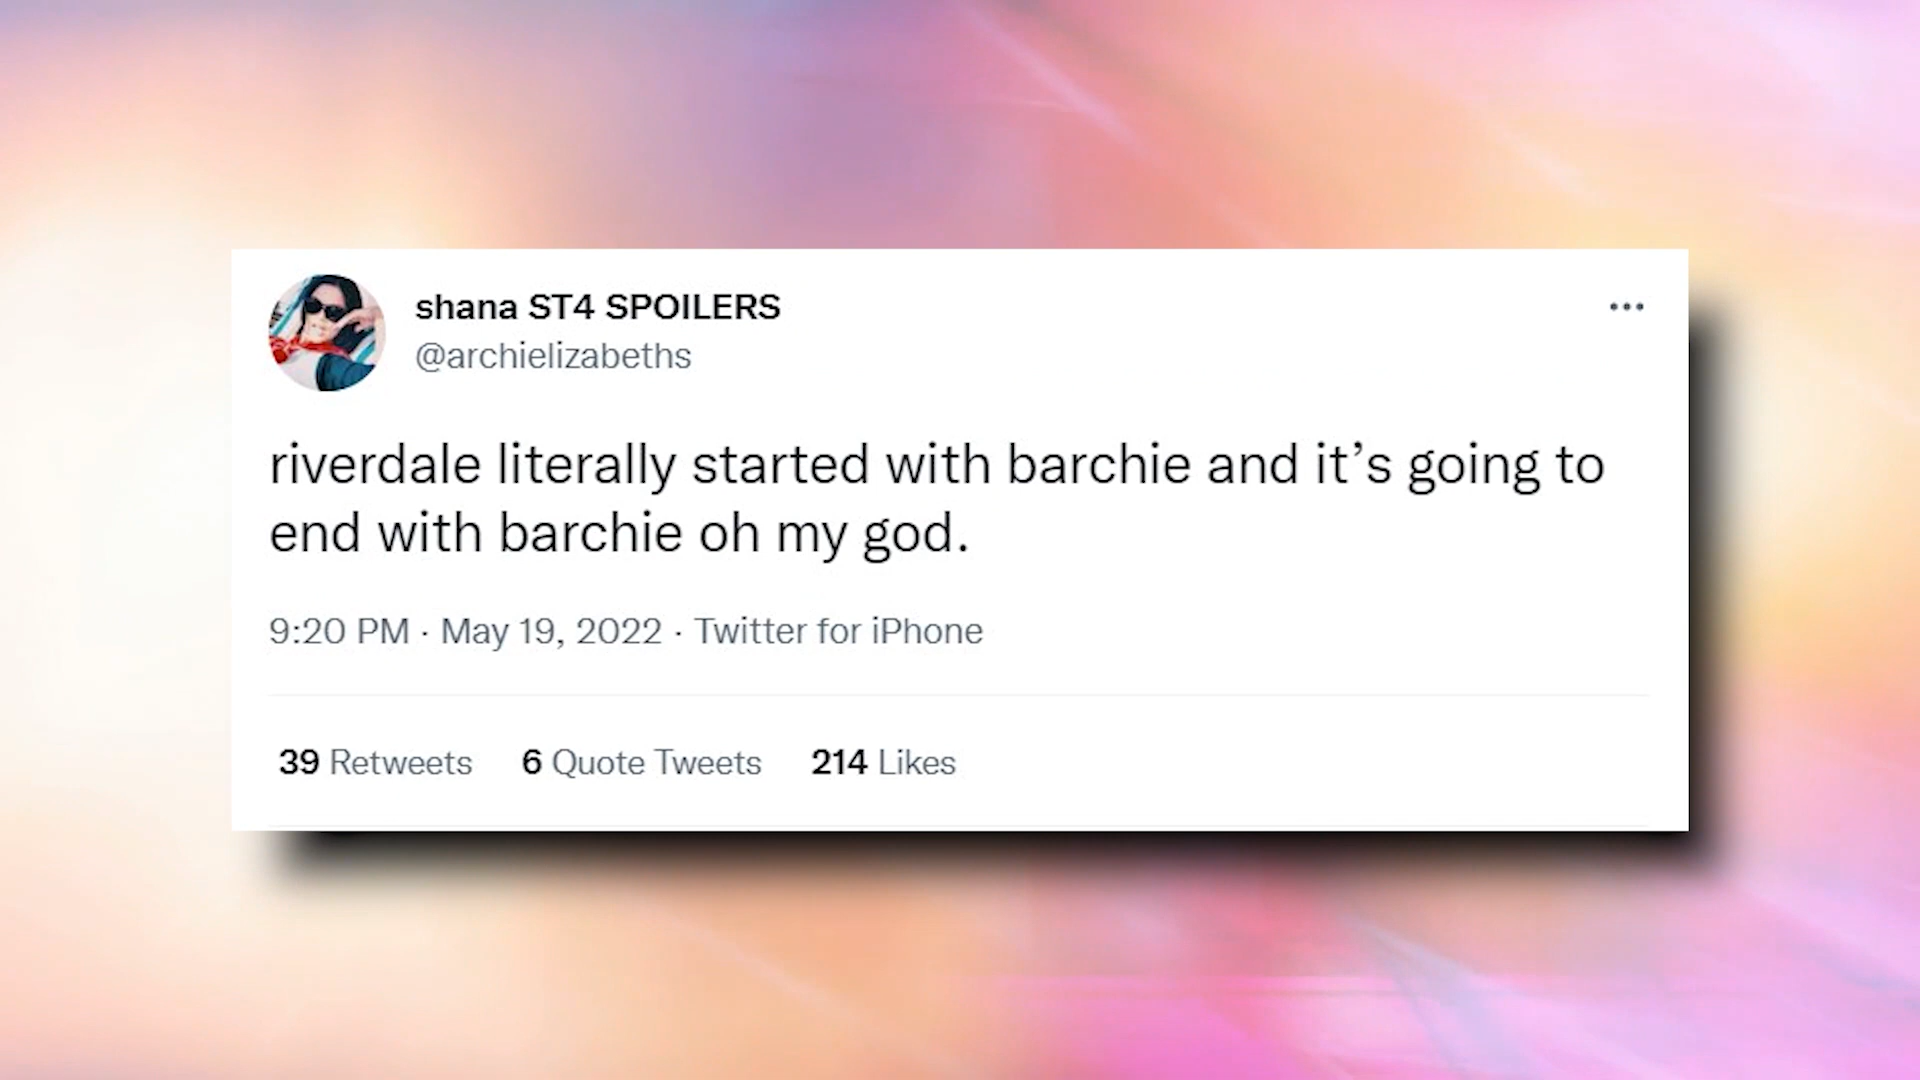 shana ST4 SPOILERS
@archielizabeths
riverdale literally started with barchie and it’s going to
end with barchie oh my god.
9:20 PM · May 19, 2022 · Twitter for iPhone
39 Retweets 6 Quote Tweets 214 Likes